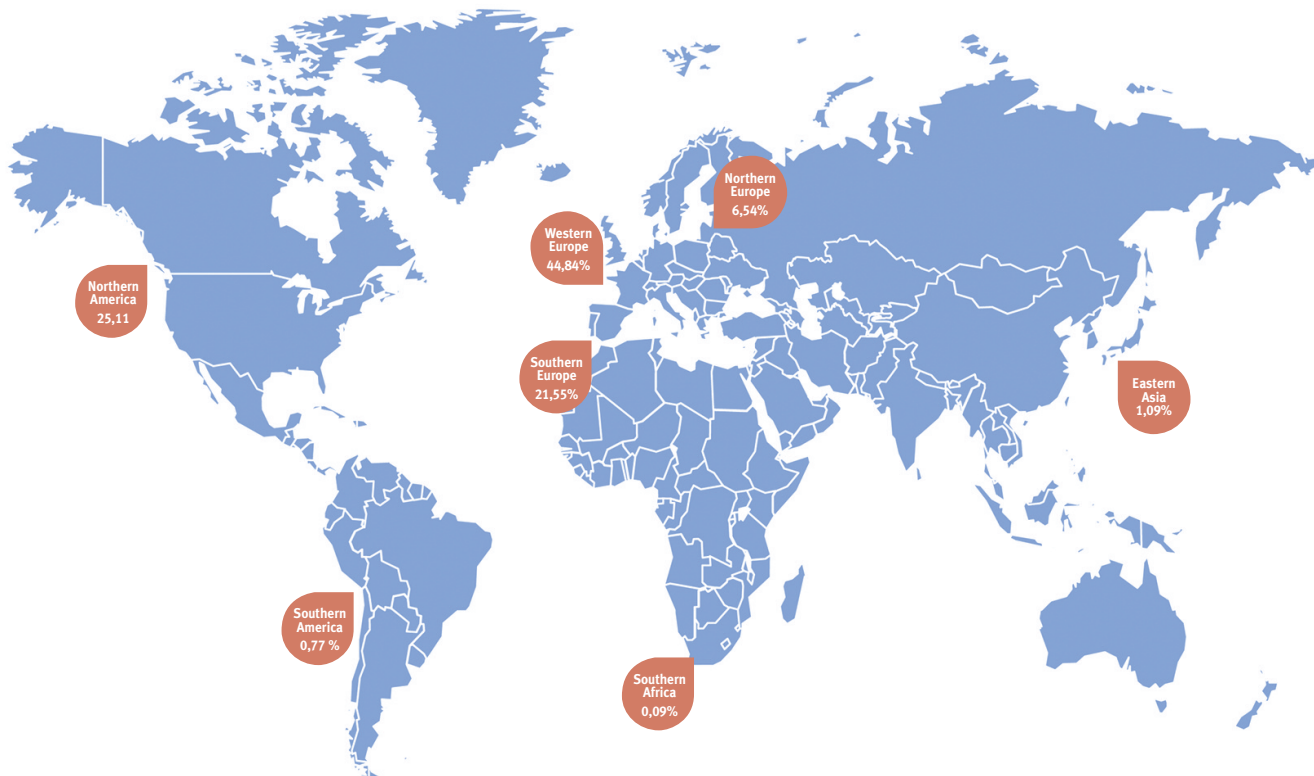 Northern
Europe
6,54%
Western
Europe
44,84%
Northern
America
25,11
Southern
Europe
21,55%
Eastern
Asia
1,09%
Southern
America
0,77 %
Southern
Africa
0,09%